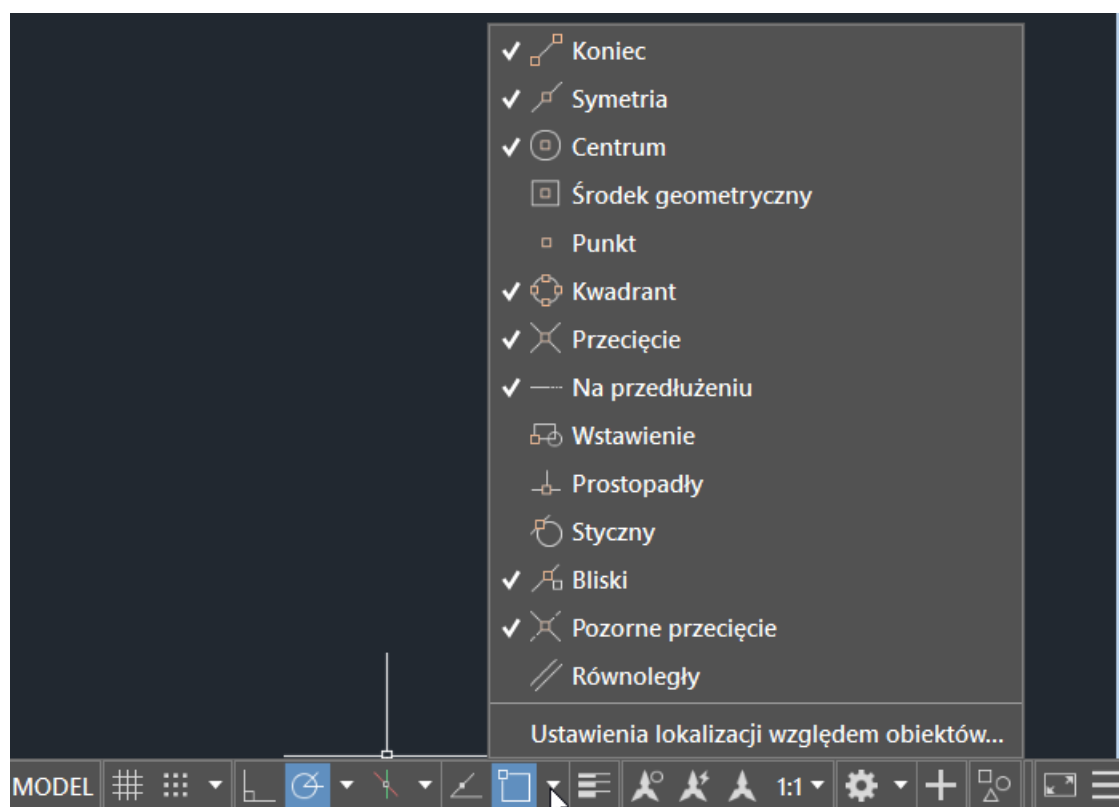 Koniec
Symetria
Centrum
Środek geometryczny
Punkt
Kwadrant
Przecięcie
Na przedłużeniu
Wstawienie
Prostopadły
Styczny
Bliski
Pozorne przecięcie
Równoległy
Ustawienia lokalizacji względem obiektów...
MODEL 1:1